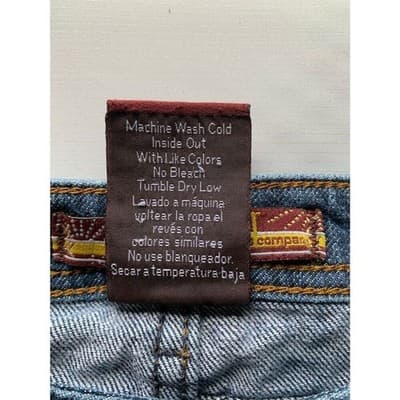 Machine Wash Cold
Inside Out
With Like Colors
No Bleach
Tumble Dry Low
Lavado a máquina
voltear la ropa el
revés con
colores similares
No use blanqueador.
Secar a temperatura baja